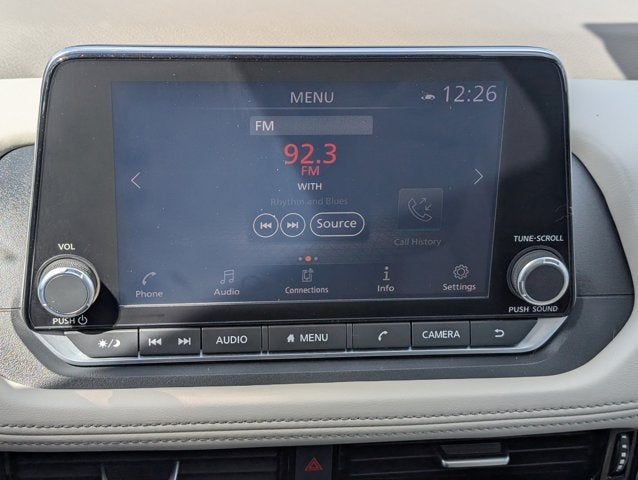 MENU
12:26
FM
92.3
FM
WITH
Rhythm and Blues
Source
Call History
Phone
Audio
Connections
Info
Settings
VOL
PUSH
TUNE·SCROLL
PUSH SOUND
AUDIO
MENU
CAMERA